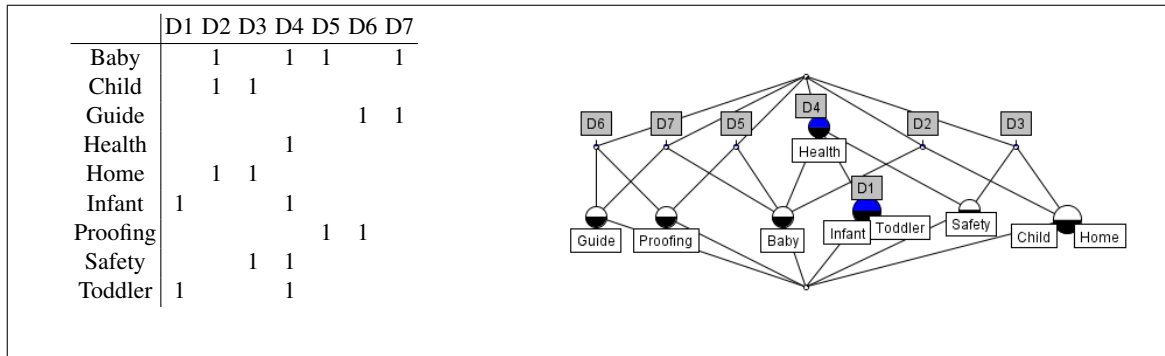 D1 D2 D3 D4 D5 D6 D7
Baby 1 1 1 1
Child 1 1
Guide 1 1
Health 1
Home 1 1
Infant 1 1
Proofing 1 1
Safety 1 1
Toddler 1 1
D4
D6 D7 D5 D2 D3
Health
D1
Guide Proofing Baby Infant Toddler Safety Child Home